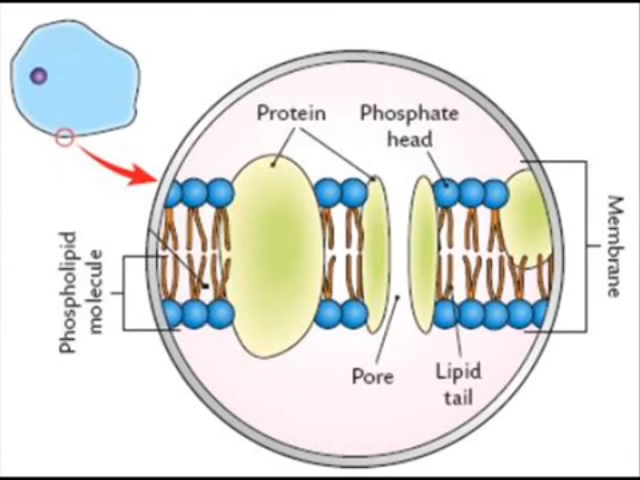 Protein
Phosphate
head
Phospholipid
molecule
Membrane
Pore
Lipid
tail